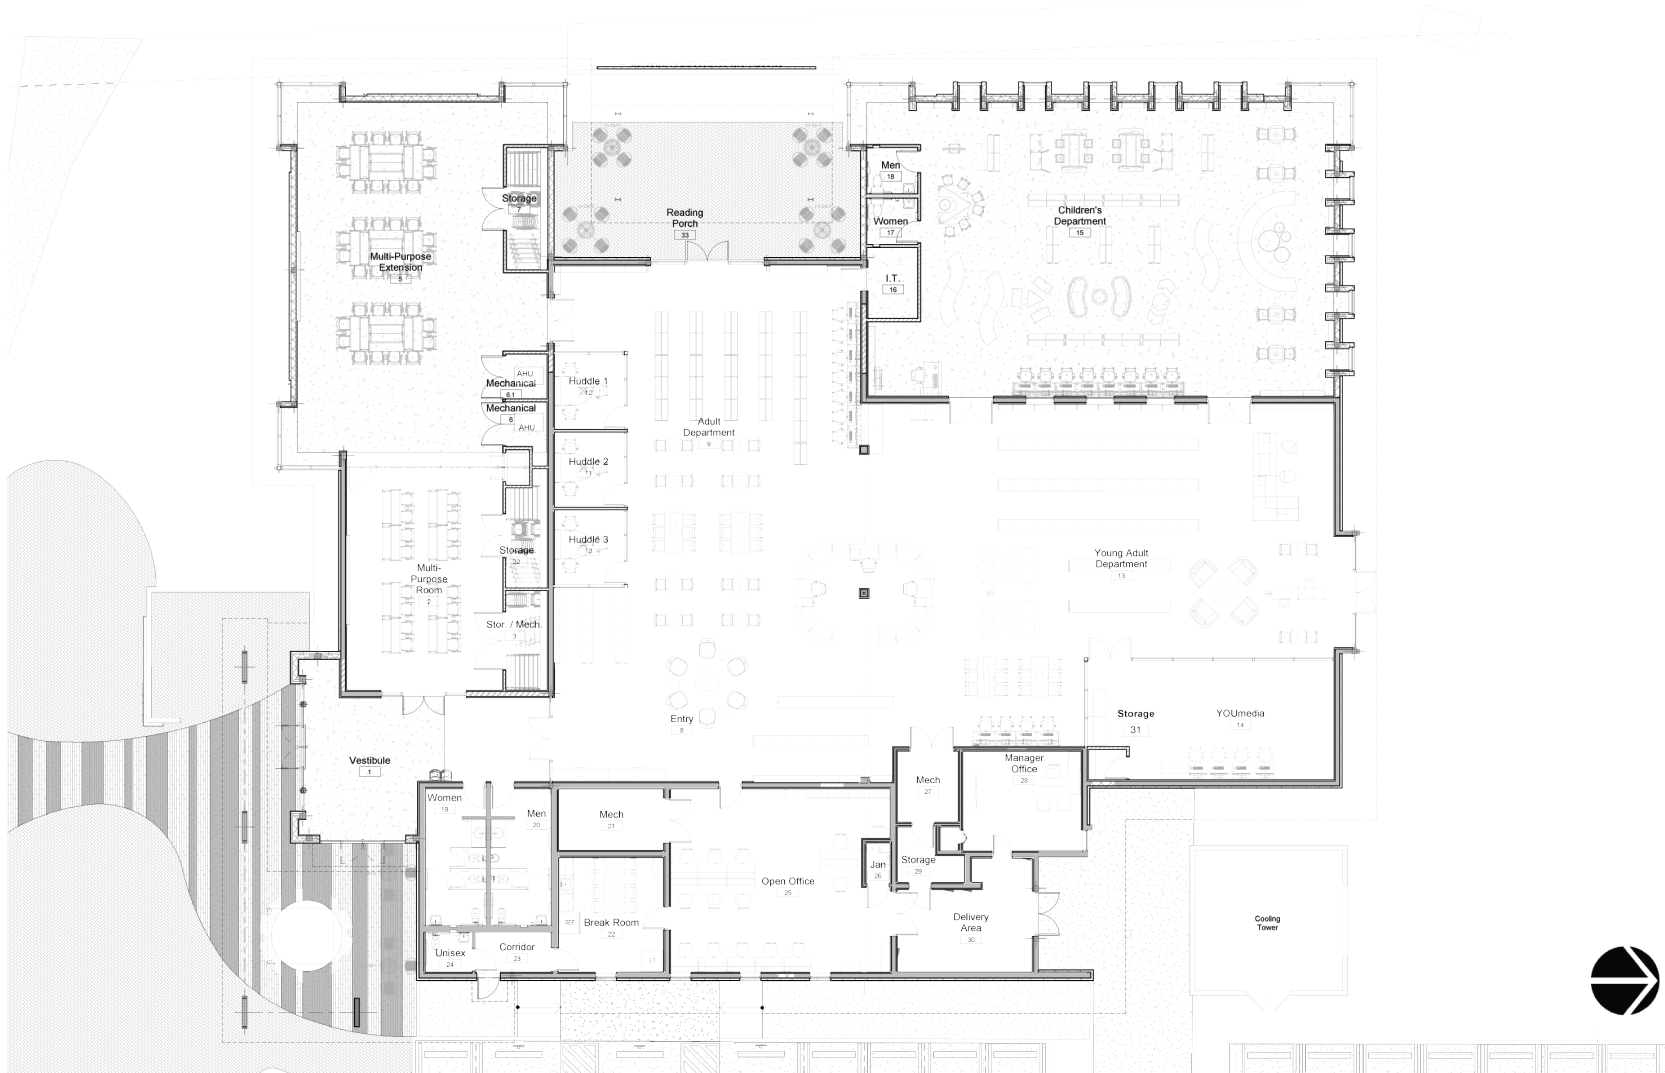 Men
18
Storage
7
Women
17
Reading
Porch
33
Children's
Department
15
Multi-Purpose
Extension
5
I.T.
16
AHU
Mechanical
6.1
Mechanical
6
AHU
Huddle 1
12
Adult
Department
9
Huddle 2
11
Huddle 3
10
Storage
32
Multi-
Purpose
Room
2
Young Adult
Department
13
Stor. / Mech.
3
Entry
8
Storage
31
YOUmedia
14
Vestibule
1
Manager
Office
28
Mech
27
Women
19
Men
20
Mech
21
Jan
26
Storage
29
Open Office
25
REF
Break Room
22
Delivery
Area
30
Cooling
Tower
Unisex
24
Corridor
23
I.T